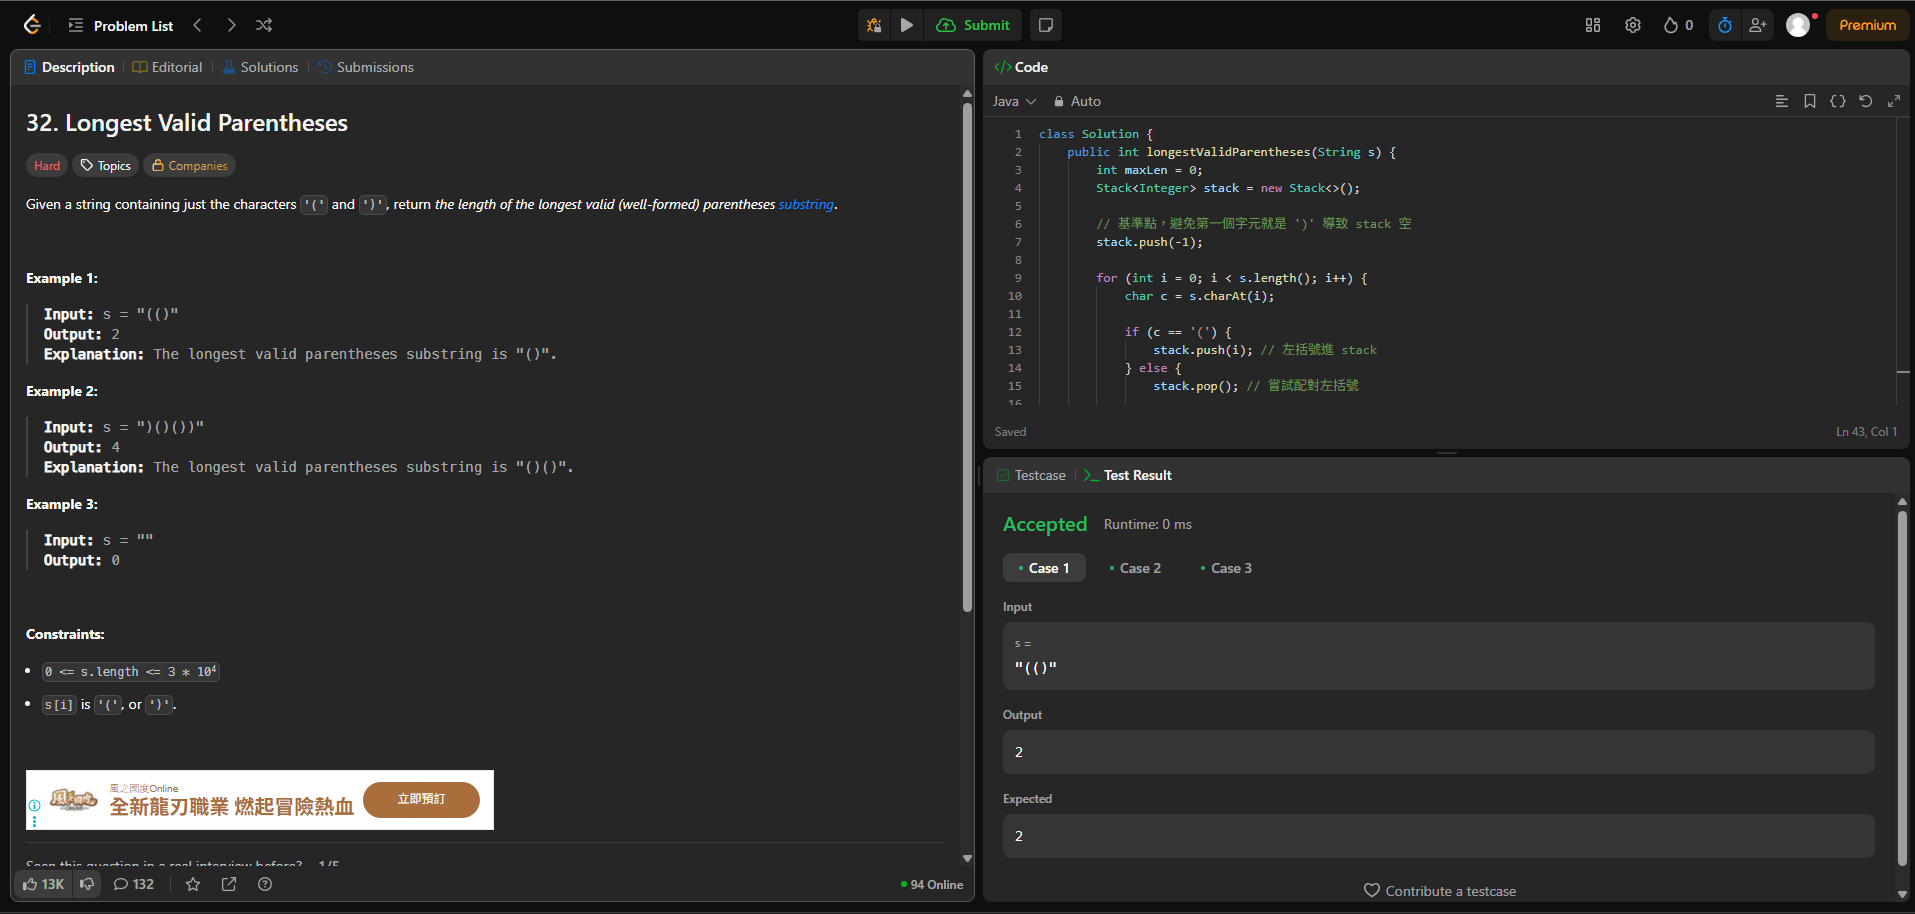 Problem List
Submit
0
Premium
Description
Editorial
Solutions
Submissions
32. Longest Valid Parentheses
Hard
Topics
Companies
Given a string containing just the characters '(' and ')', return the length of the longest valid (well-formed) parentheses substring.
Example 1:
Input: s = "(()"
Output: 2
Explanation: The longest valid parentheses substring is "()".
Example 2:
Input: s = ")()())"
Output: 4
Explanation: The longest valid parentheses substring is "()()".
Example 3:
Input: s = ""
Output: 0
Constraints:
0 <= s.length <= 3 * 10⁴
s[i] is '(', or ')'.
風之國度Online
全新龍刃職業 燃起冒險熱血
立即預訂
Seen this question in a real interview before? 1/5
13K
132
94 Online
</> Code
Java
Auto
1 class Solution {
2 public int longestValidParentheses(String s) {
3 int maxLen = 0;
4 Stack<Integer> stack = new Stack<>();
5
6 // 基準點，避免第一個字元就是 ')' 導致 stack 空
7 stack.push(-1);
8
9 for (int i = 0; i < s.length(); i++) {
10 char c = s.charAt(i);
11
12 if (c == '(') {
13 stack.push(i); // 左括號進 stack
14 } else {
15 stack.pop(); // 嘗試配對左括號
16
Saved
Ln 43, Col 1
Testcase
Test Result
Accepted
Runtime: 0 ms
Case 1
Case 2
Case 3
Input
s =
"(()"
Output
2
Expected
2
Contribute a testcase